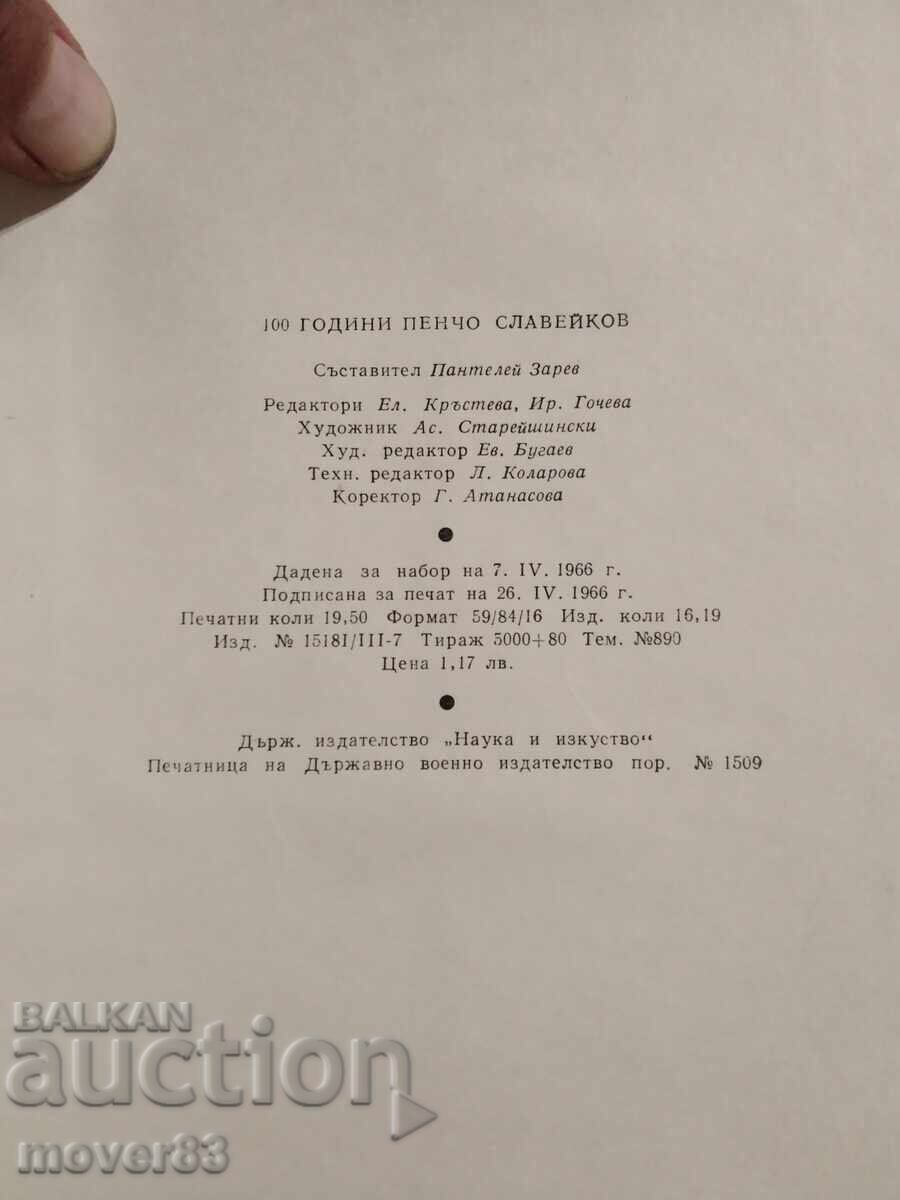 100 ГОДИНИ ПЕНЧО СЛАВЕЙКОВ
Съставител Пантелей Зарев
Редактори Ел. Кръстева, Ир. Гочева
Художник Ас. Старейшински
Худ. редактор Ев. Бугаев
Техн. редактор Л. Коларова
Коректор Г. Атанасова
Дадена за набор на 7. IV. 1966 г.
Подписана за печат на 26. IV. 1966 г.
Печатни коли 19,50 Формат 59/84/16 Изд. коли 16,19
Изд. № 15181/III-7 Тираж 5000+80 Тем. №890
Цена 1,17 лв.
Държ. издателство „Наука и изкуство“
Печатница на Държавно военно издателство пор. № 1509
BALKAN
auction
mover83